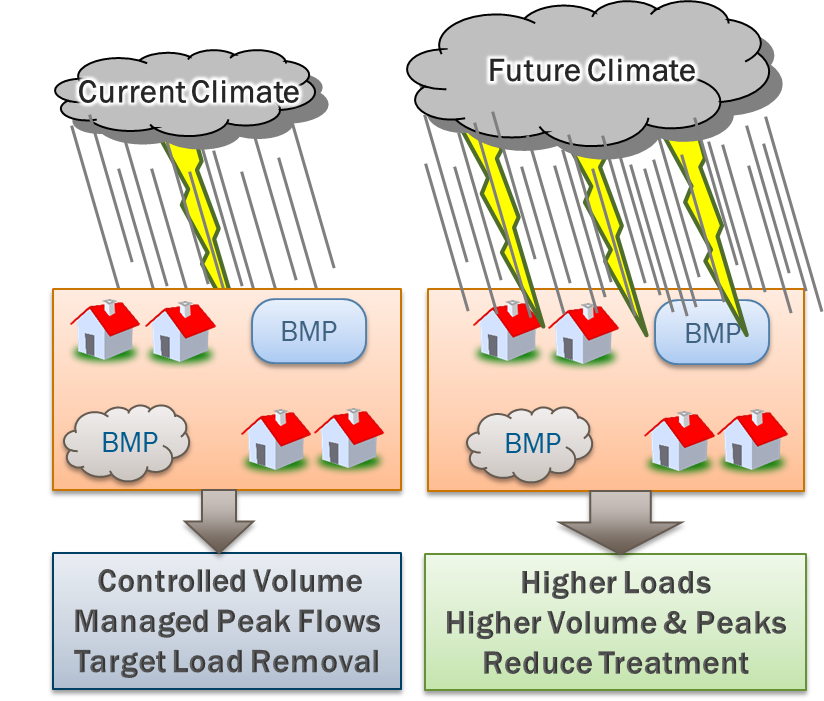 Current Climate
Future Climate
BMP
BMP
BMP
BMP
Controlled Volume
Managed Peak Flows
Target Load Removal
Higher Loads
Higher Volume & Peaks
Reduce Treatment